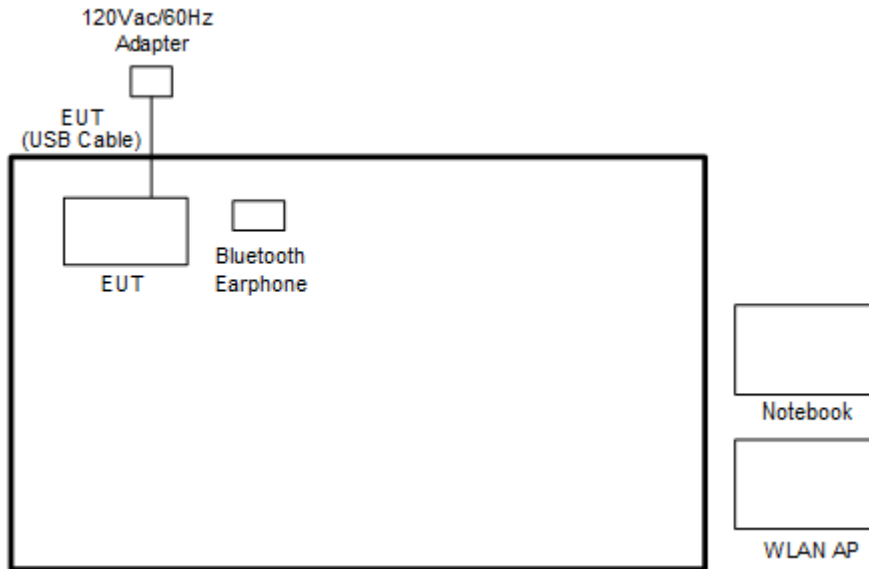 120Vac/60Hz
Adapter
EUT
(USB Cable)
EUT
Bluetooth
Earphone
Notebook
WLAN AP